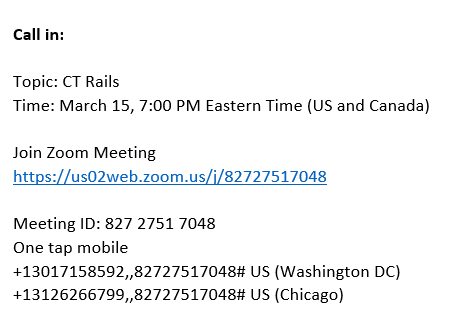 Call in:
Topic: CT Rails
Time: March 15, 7:00 PM Eastern Time (US and Canada)
Join Zoom Meeting
https://us02web.zoom.us/j/82727517048
Meeting ID: 827 2751 7048
One tap mobile
+13017158592,,82727517048# US (Washington DC)
+13126266799,,82727517048# US (Chicago)